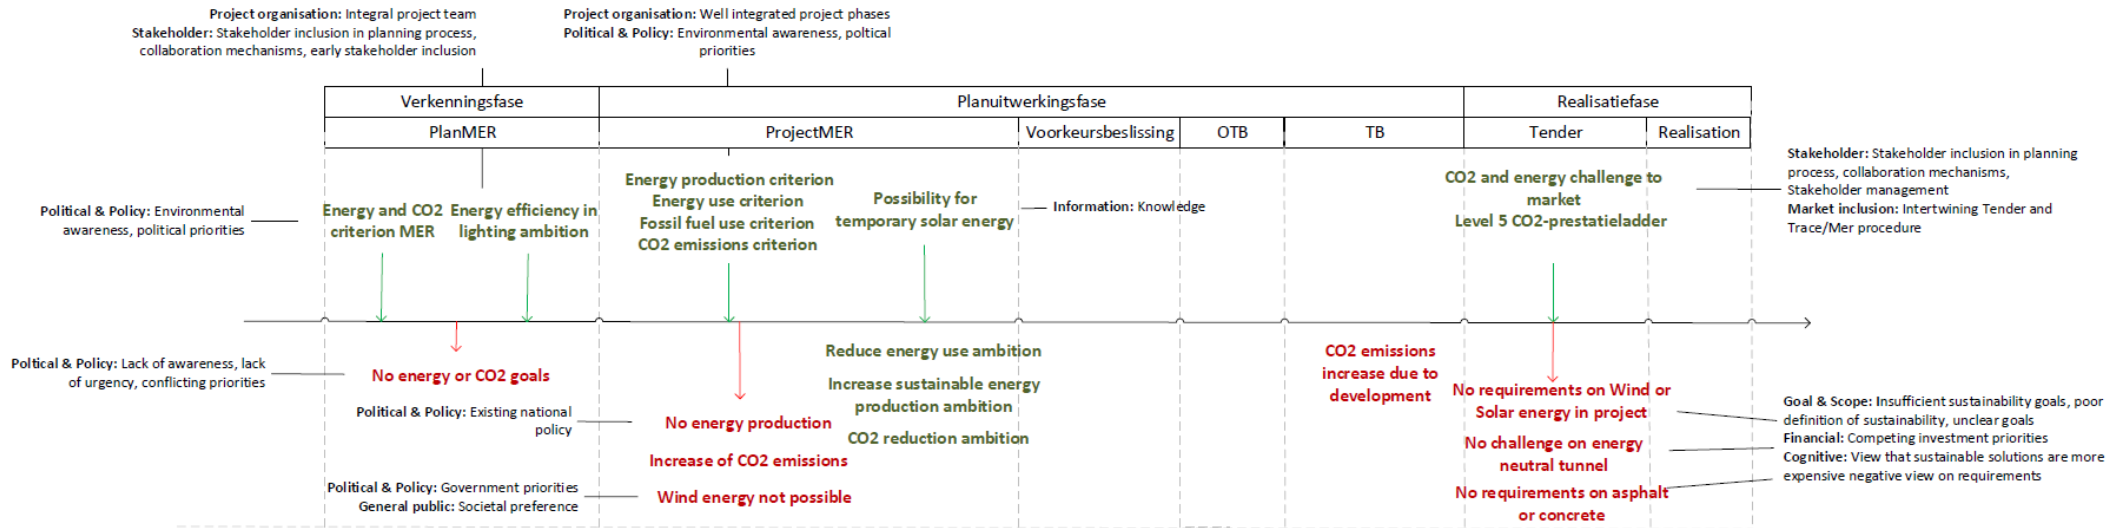 Project organisation: Integral project team
Stakeholder: Stakeholder inclusion in planning process,
collaboration mechanisms, early stakeholder inclusion
Project organisation: Well integrated project phases
Political & Policy: Environmental awareness, poltical
priorities
Verkenningsfase
Planuitwerkingsfase
Realisatiefase
PlanMER
ProjectMER
Voorkeursbeslissing
OTB
TB
Tender
Realisation
Political & Policy: Environmental
awareness, political priorities
Energy and CO2
criterion MER
Energy efficiency in
lighting ambition
Energy production criterion
Energy use criterion
Fossil fuel use criterion
CO2 emissions criterion
Possibility for
temporary solar energy
Information: Knowledge
CO2 and energy challenge to
market
Level 5 CO2-prestatieladder
Stakeholder: Stakeholder inclusion in planning
process, collaboration mechanisms,
Stakeholder management
Market inclusion: Intertwining Tender and
Trace/Mer procedure
Poltical & Policy: Lack of awareness, lack
of urgency, conflicting priorities
No energy or CO2 goals
Political & Policy: Existing national
policy
No energy production
Increase of CO2 emissions
Political & Policy: Government priorities
General public: Societal preference
Wind energy not possible
Reduce energy use ambition
Increase sustainable energy
production ambition
CO2 reduction ambition
CO2 emissions
increase due to
development
No requirements on Wind or
Solar energy in project
No challenge on energy
neutral tunnel
No requirements on asphalt
or concrete
Goal & Scope: Insufficient sustainability goals, poor
definition of sustainability, unclear goals
Financial: Competing investment priorities
Cognitive: View that sustainable solutions are more
expensive negative view on requirements